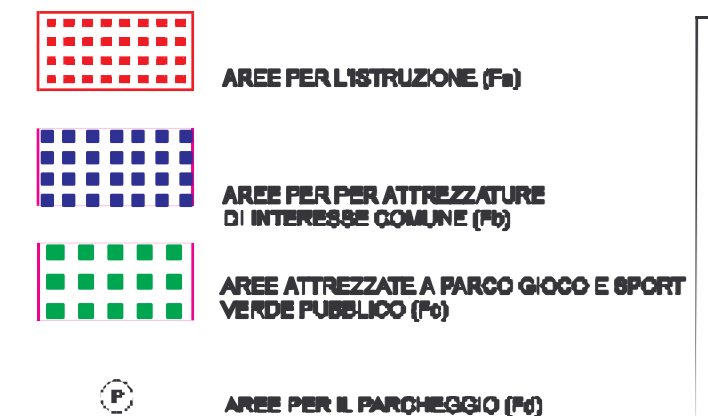 AREE PER L'ISTRUZIONE (Fa)
AREE PER PER ATTREZZATURE
DI INTERESSE COMUNE (Fb)
AREE ATTREZZATE A PARCO GIOCO E SPORT
VERDE PUBBLICO (Fc)
P
AREE PER IL PARCHEGGIO (Fd)